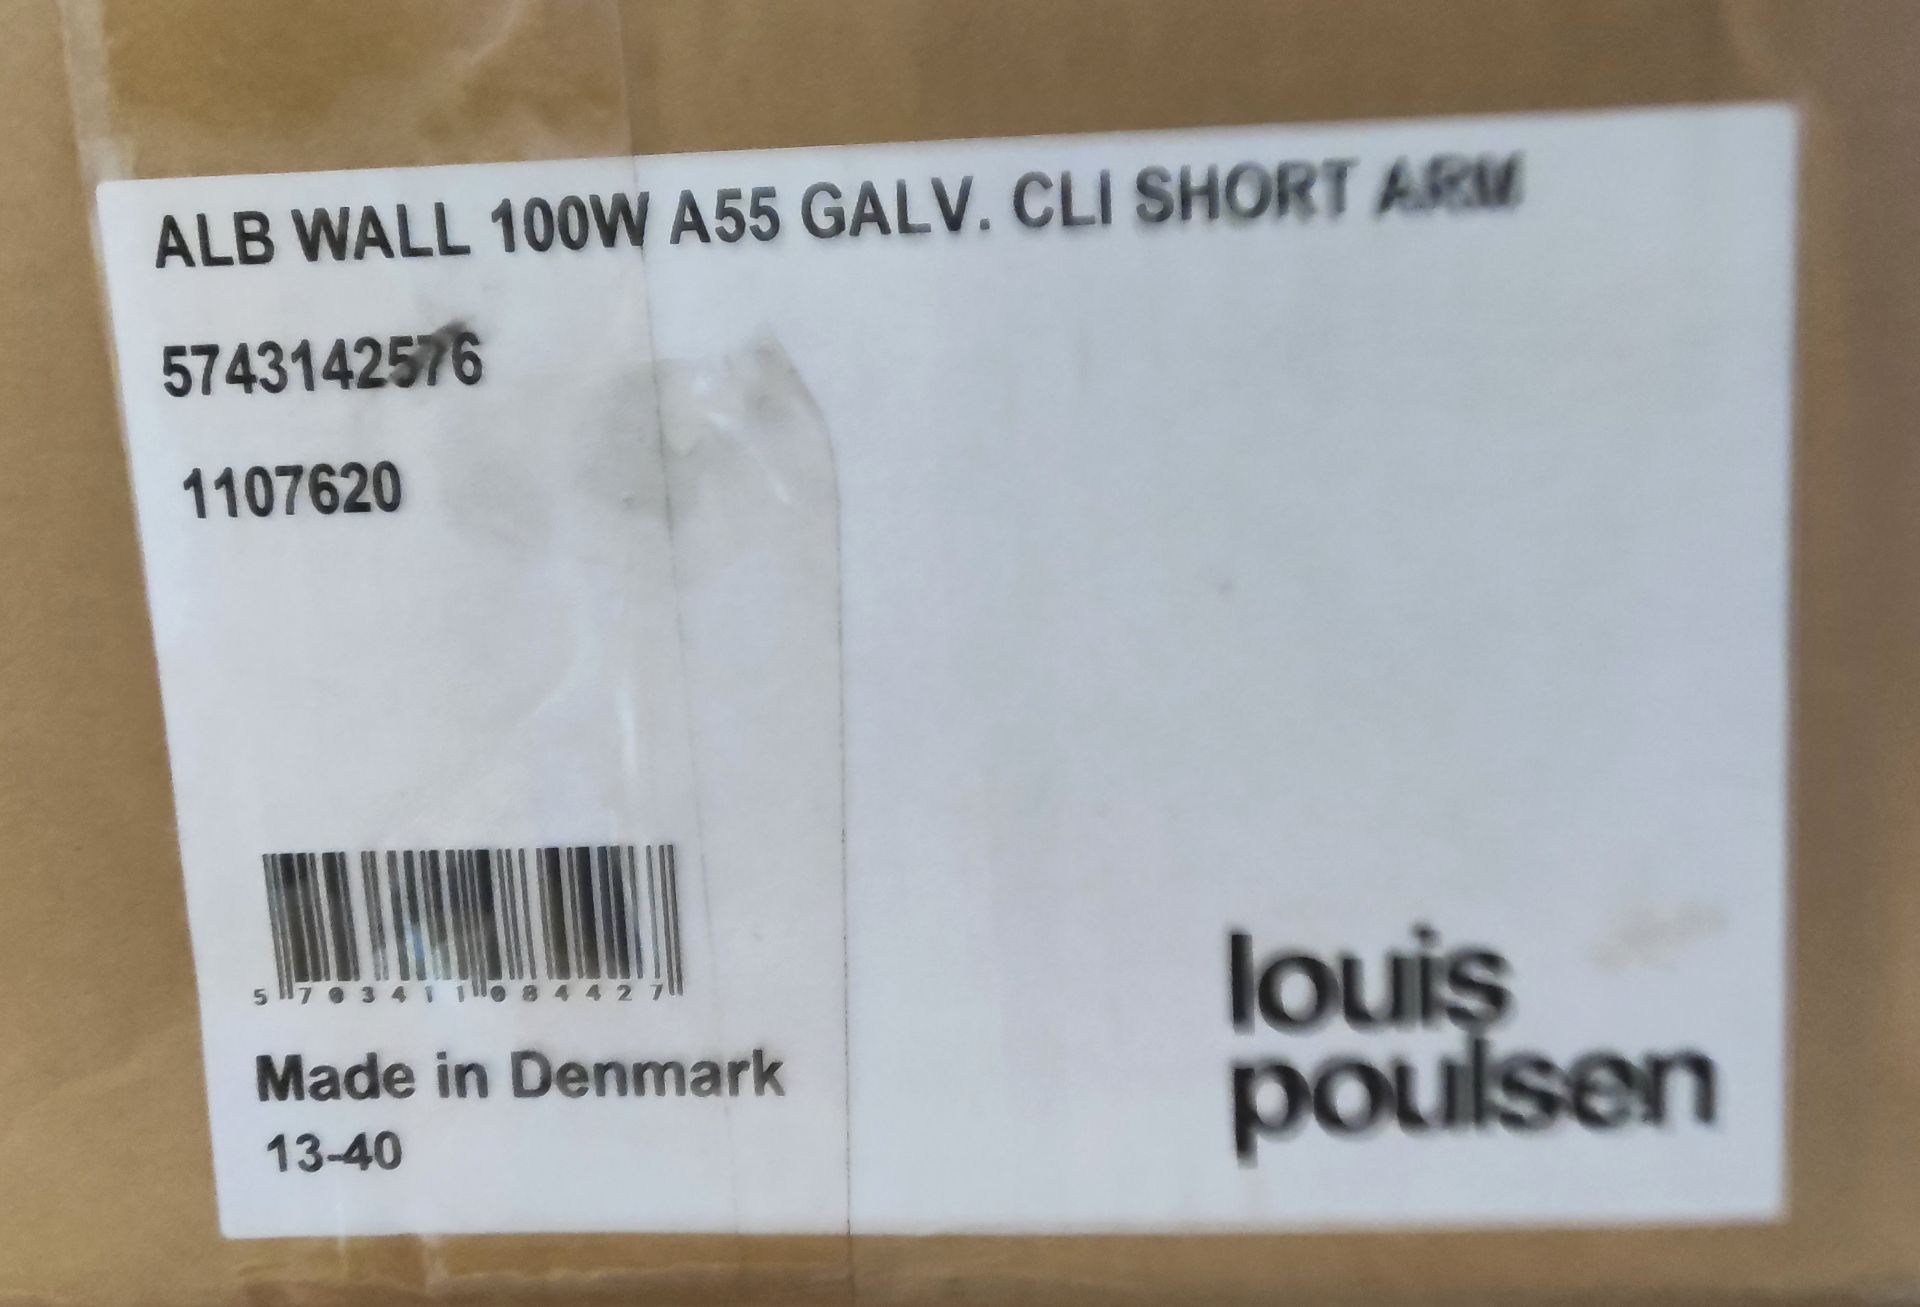 ALB WALL 100W A55 GALV. CLI SHORT ARM
5743142576
1107620
5 703411 084427
Made in Denmark
13-40
louis
poulsen